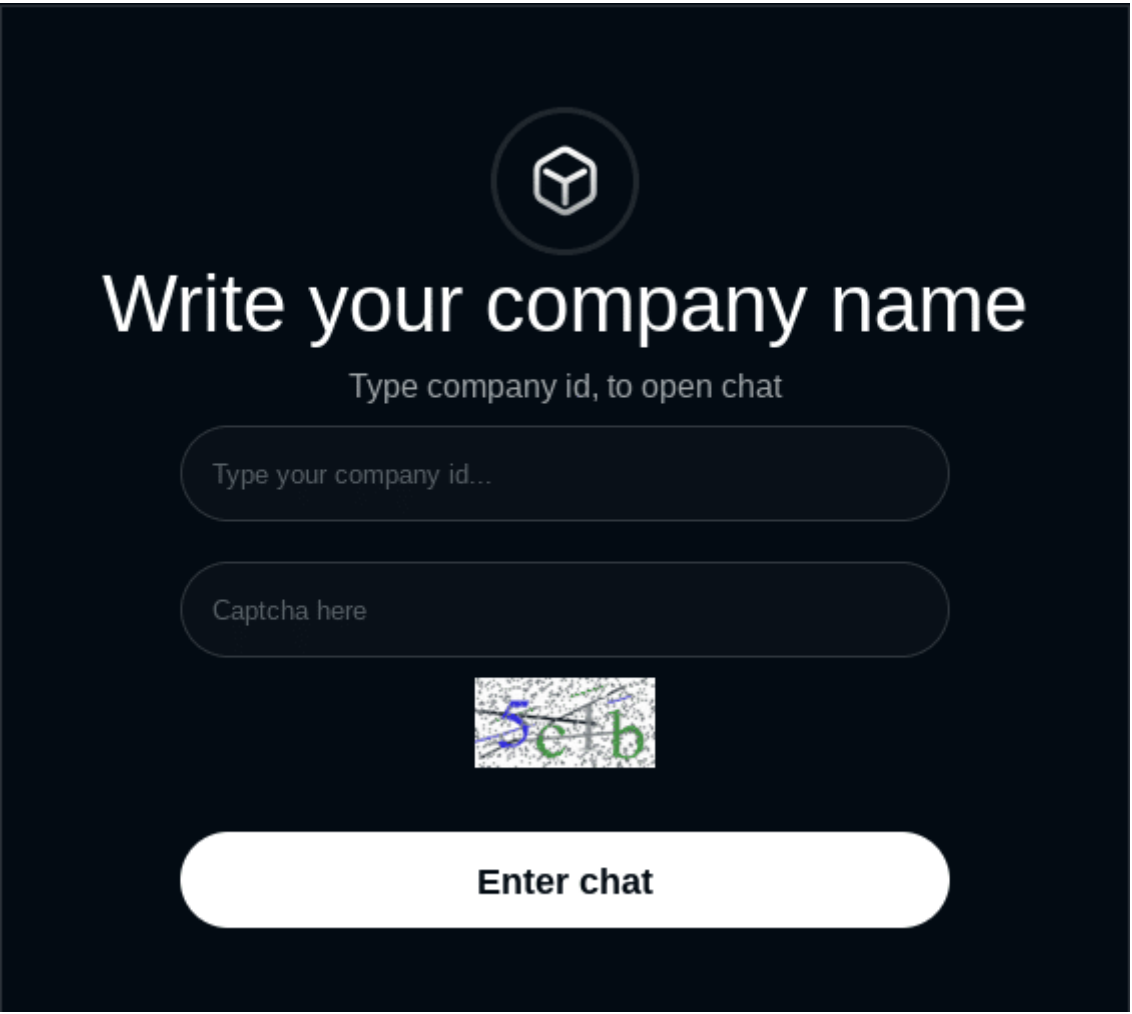 Write your company name
Type company id, to open chat
Type your company id...
Captcha here
Enter chat